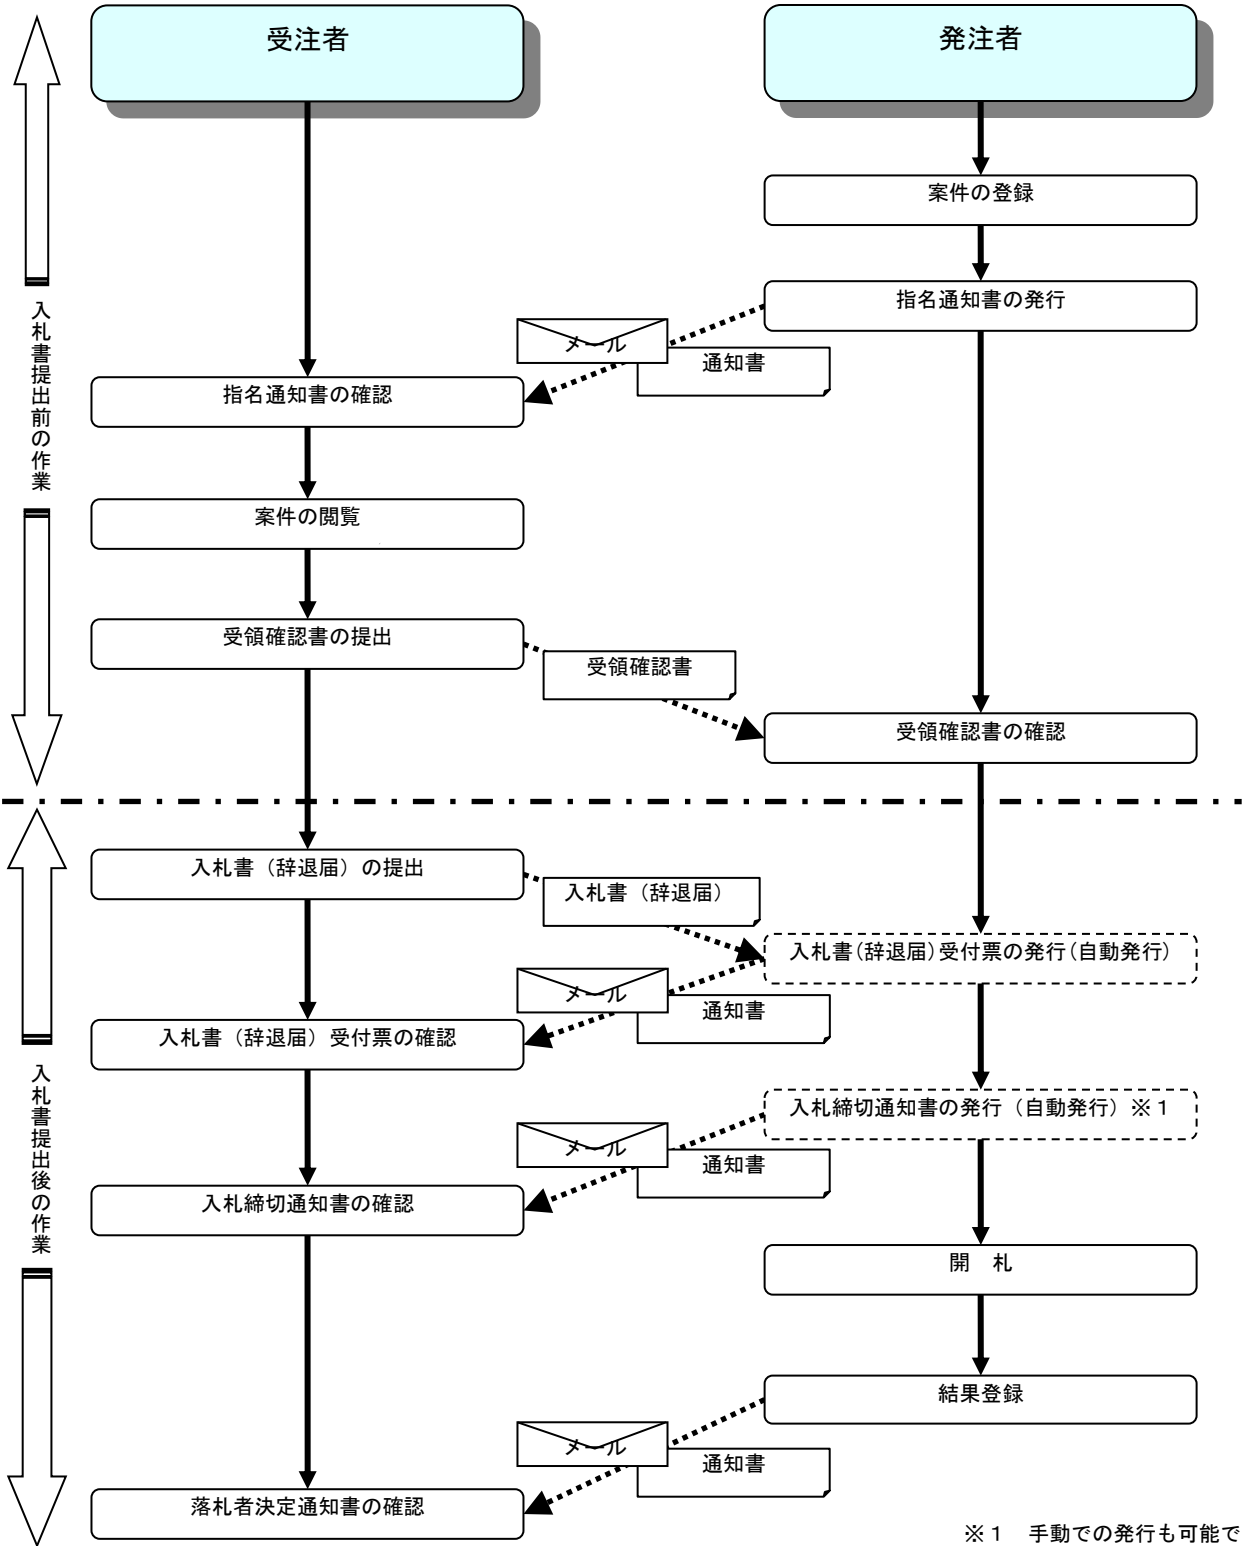 受注者
発注者
案件の登録
指名通知書の発行
メール
通知書
指名通知書の確認
入札書提出前の作業
案件の閲覧
受領確認書の提出
受領確認書
受領確認書の確認
入札書（辞退届）の提出
入札書（辞退届）
入札書(辞退届)受付票の発行(自動発行)
メール
通知書
入札書（辞退届）受付票の確認
入札書提出後の作業
入札締切通知書の発行（自動発行）※１
メール
通知書
入札締切通知書の確認
開　札
結果登録
メール
通知書
落札者決定通知書の確認
※１　手動での発行も可能で